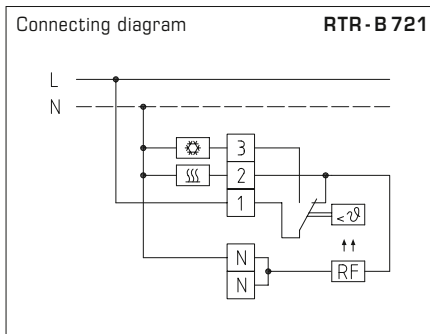 Connecting diagram RTR-B 721
L
N
3
2
1
< ϑ
N
N
RF